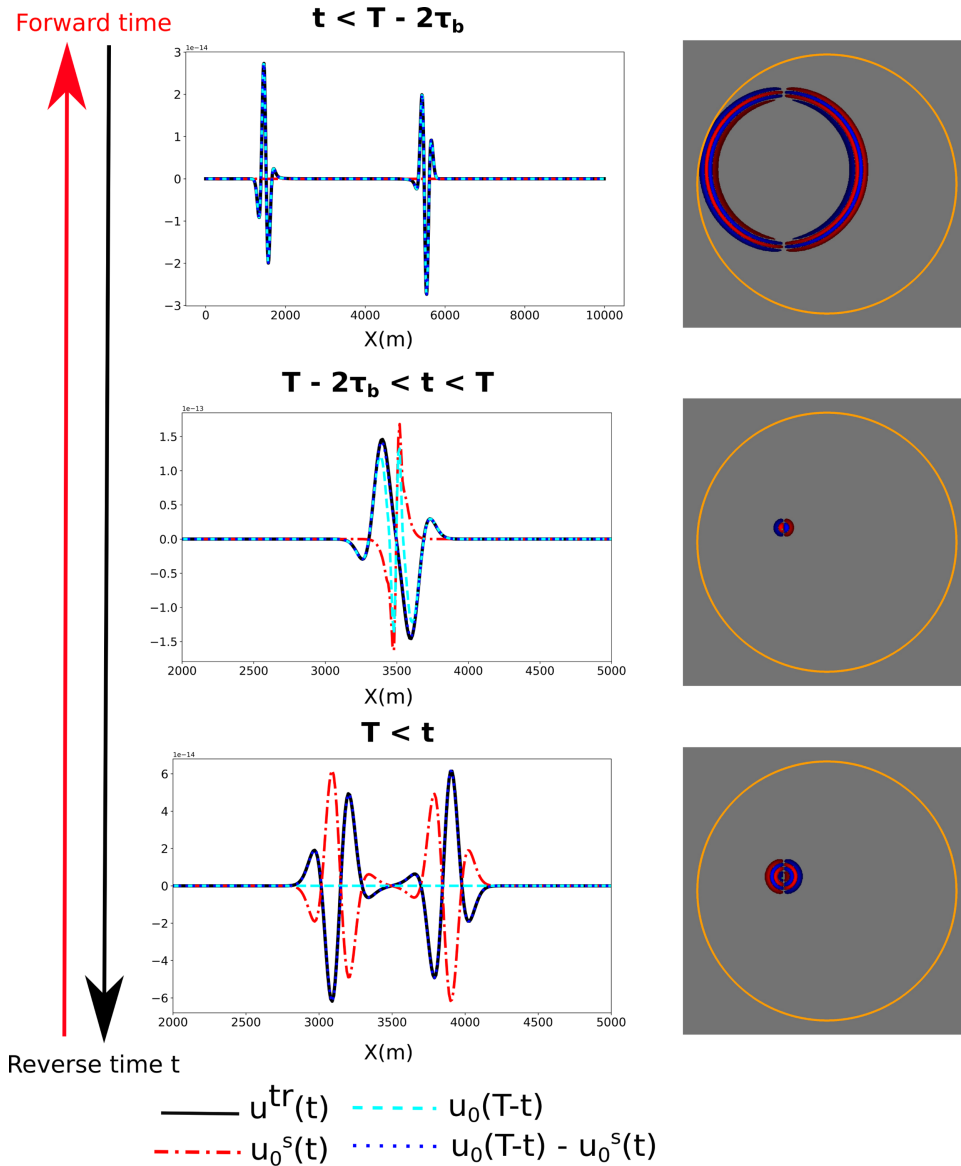 Forward time
t < T - 2τ_b
1e−14
3
2
1
0
−1
−2
−3
0 2000 4000 6000 8000 10000
X(m)
T - 2τ_b < t < T
1e−13
1.5
1.0
0.5
0.0
−0.5
−1.0
−1.5
2000 2500 3000 3500 4000 4500 5000
X(m)
T < t
1e−14
6
4
2
0
−2
−4
−6
2000 2500 3000 3500 4000 4500 5000
X(m)
Reverse time t
u^tr(t) u_0(T-t)
u_0^s(t) u_0(T-t) - u_0^s(t)